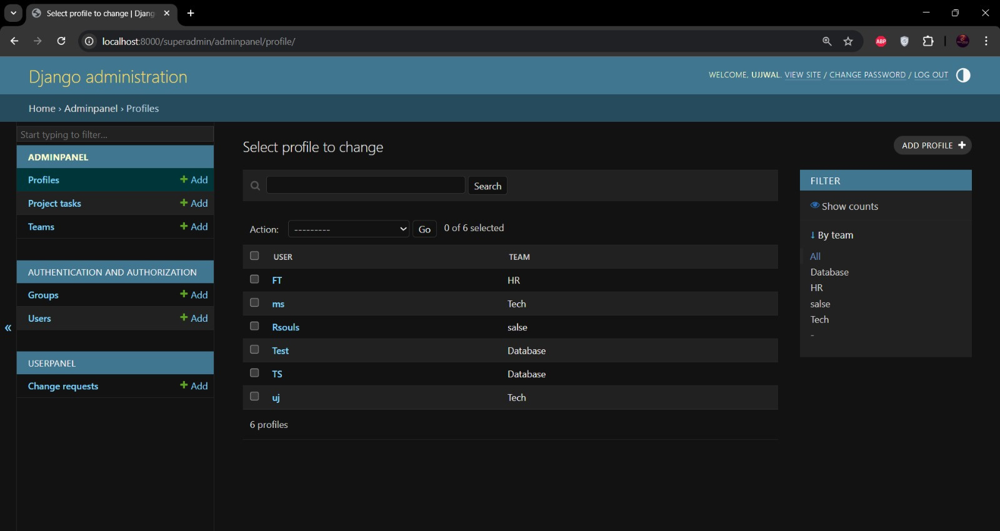 Select profile to change | Djang
localhost:8000/superadmin/adminpanel/profile/
ABP
Django administration
WELCOME, UJJWAL. VIEW SITE / CHANGE PASSWORD / LOG OUT
Home › Adminpanel › Profiles
Start typing to filter...
ADMINPANEL
Profiles + Add
Project tasks + Add
Teams + Add
AUTHENTICATION AND AUTHORIZATION
Groups + Add
Users + Add
«
USERPANEL
Change requests + Add
Select profile to change
ADD PROFILE +
Search
Action: --------- Go 0 of 6 selected
USER TEAM
FT HR
ms Tech
Rsouls salse
Test Database
TS Database
uj Tech
6 profiles
FILTER
Show counts
↓ By team
All
Database
HR
salse
Tech
-